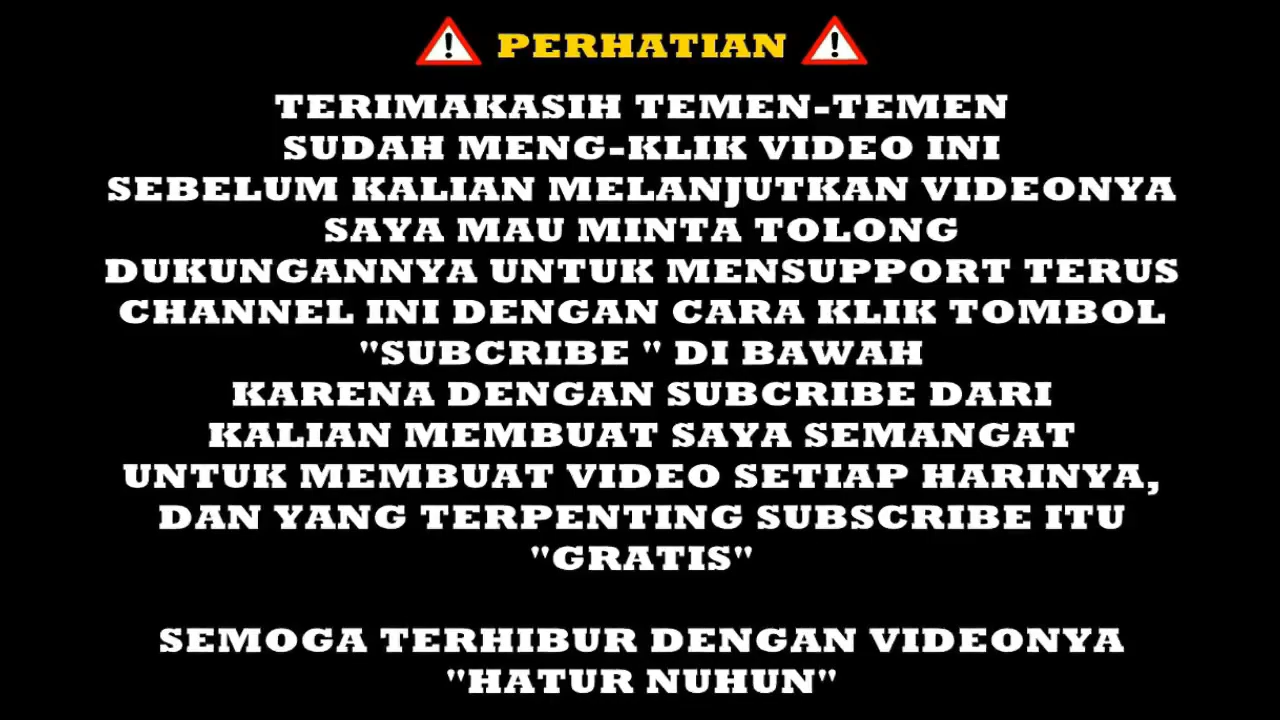 PERHATIAN
TERIMAKASIH TEMEN-TEMEN
SUDAH MENG-KLIK VIDEO INI
SEBELUM KALIAN MELANJUTKAN VIDEONYA
SAYA MAU MINTA TOLONG
DUKUNGANNYA UNTUK MENSUPPORT TERUS
CHANNEL INI DENGAN CARA KLIK TOMBOL
"SUBCRIBE " DI BAWAH
KARENA DENGAN SUBCRIBE DARI
KALIAN MEMBUAT SAYA SEMANGAT
UNTUK MEMBUAT VIDEO SETIAP HARINYA,
DAN YANG TERPENTING SUBSCRIBE ITU
"GRATIS"
SEMOGA TERHIBUR DENGAN VIDEONYA
"HATUR NUHUN"